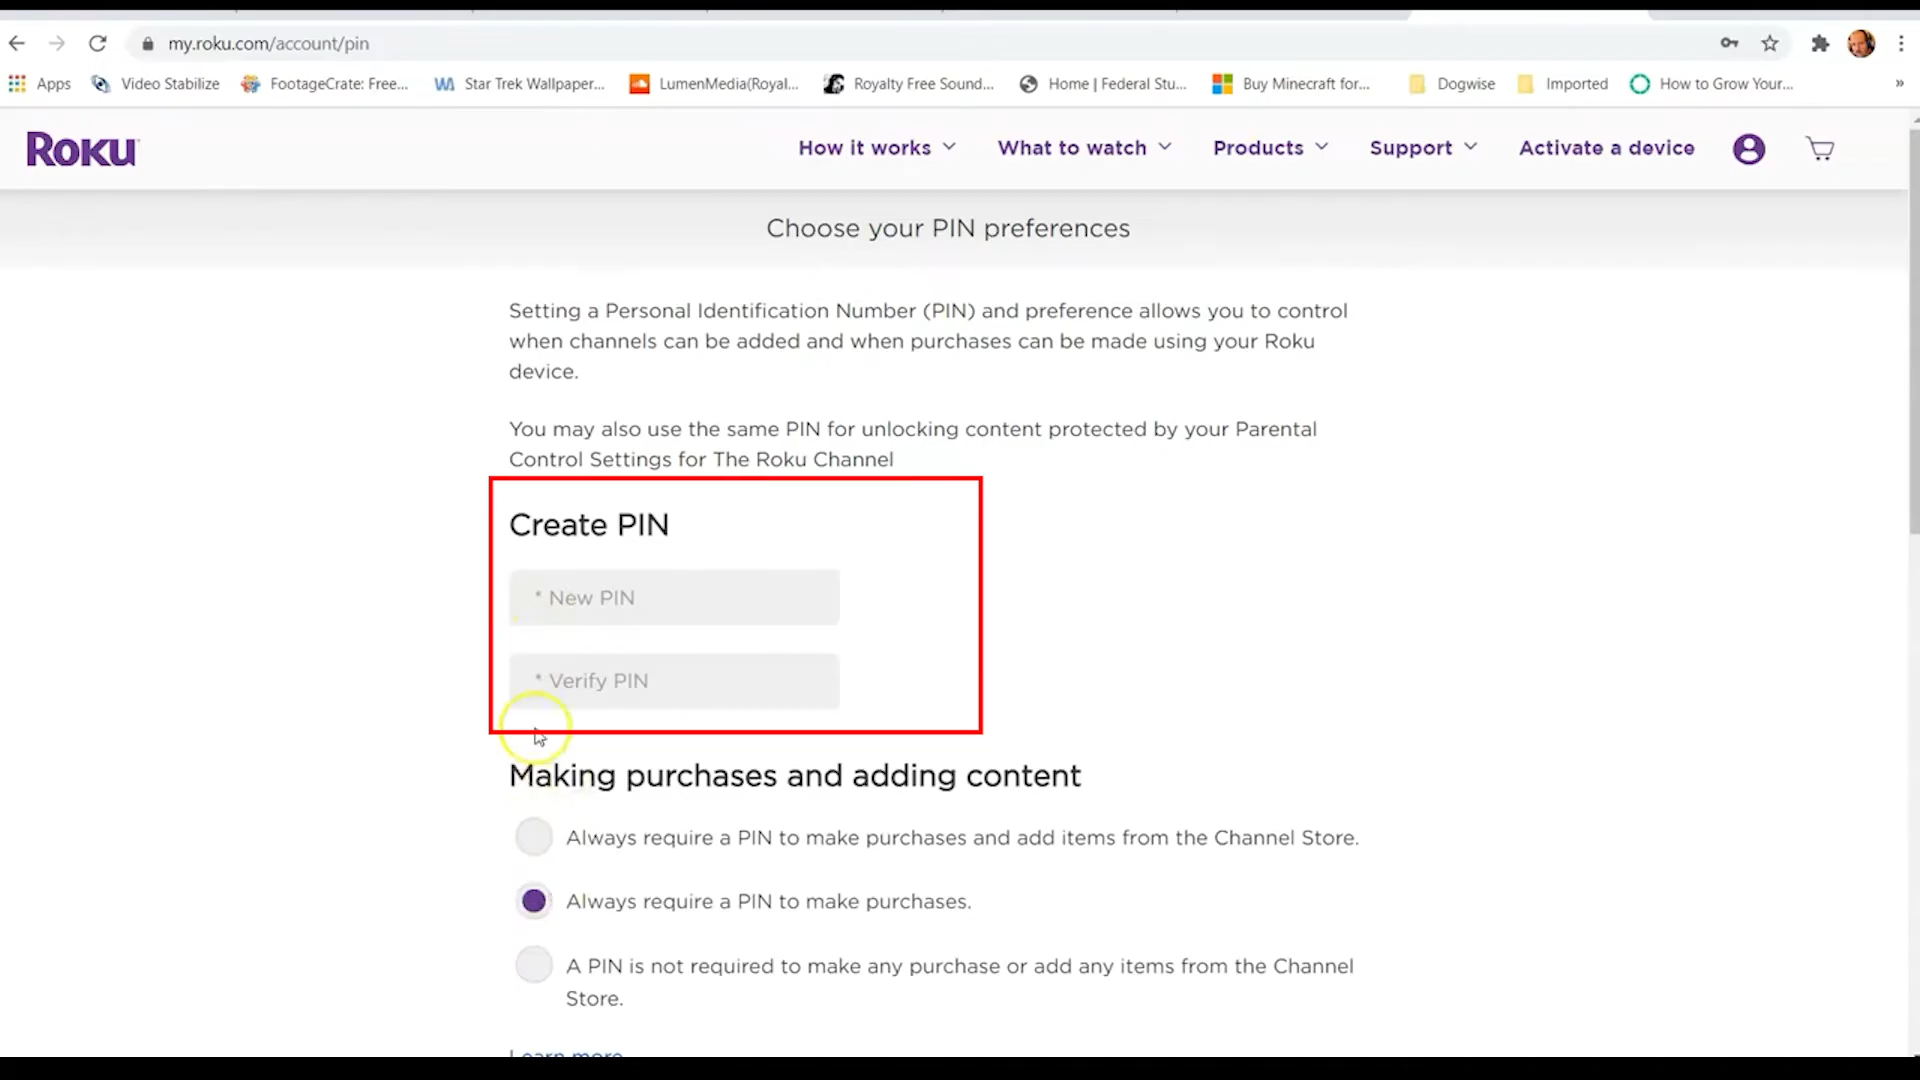 my.roku.com/account/pin
Apps Video Stabilize FootageCrate: Free... Star Trek Wallpaper... LumenMedia(Royal... Royalty Free Sound... Home | Federal Stu... Buy Minecraft for... Dogwise Imported How to Grow Your... »
ROKU How it works What to watch Products Support Activate a device
Choose your PIN preferences
Setting a Personal Identification Number (PIN) and preference allows you to control
when channels can be added and when purchases can be made using your Roku
device.
You may also use the same PIN for unlocking content protected by your Parental
Control Settings for The Roku Channel
Create PIN
* New PIN
* Verify PIN
Making purchases and adding content
Always require a PIN to make purchases and add items from the Channel Store.
Always require a PIN to make purchases.
A PIN is not required to make any purchase or add any items from the Channel
Store.
Learn more